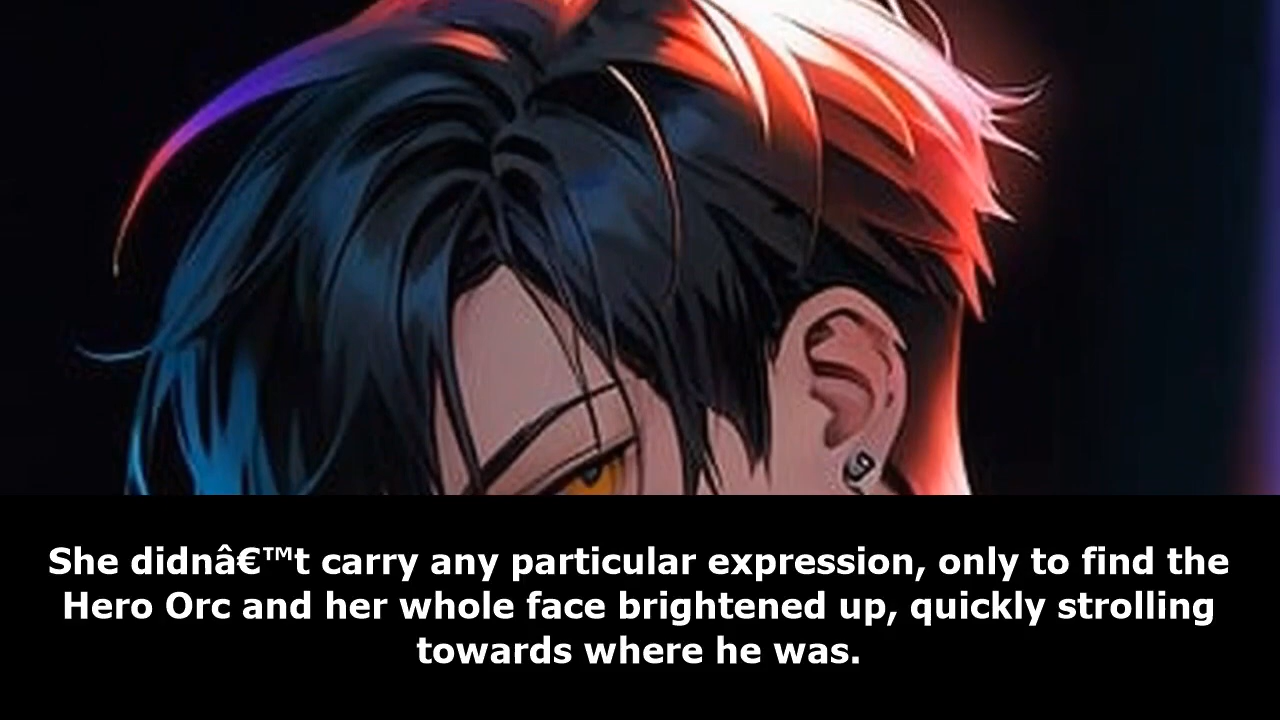 She didnâ€™t carry any particular expression, only to find the
Hero Orc and her whole face brightened up, quickly strolling
towards where he was.